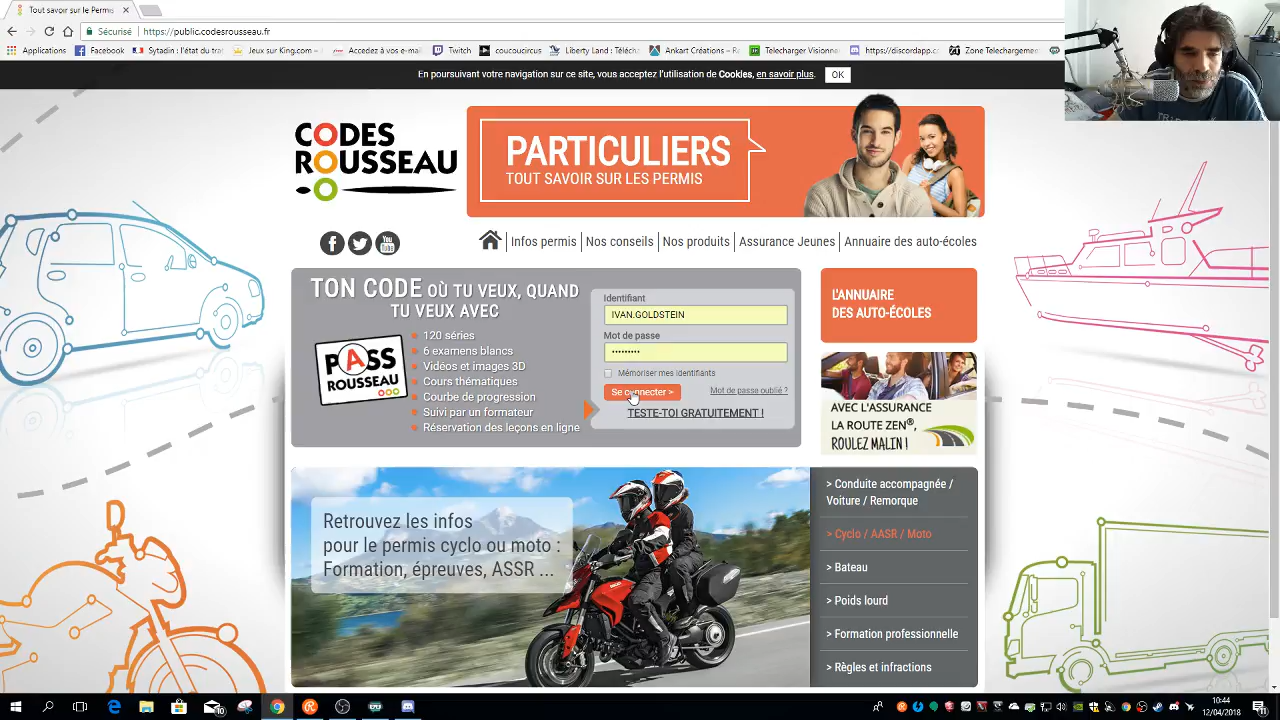 Tout savoir sur le Permis
Sécurisé
https://public.codesrousseau.fr
Applications
Facebook
Sytadin : l'état du tra
Jeux sur King.com
Accédez à votre e-mail
Twitch
coucoucircus
Liberty Land : Téléch
Ankart Cronus
Telecharger Visionne
https://discordapp.c
Zone Telechargemen
En poursuivant votre navigation sur ce site, vous acceptez l'utilisation de Cookies, en savoir plus.
OK
CODES
ROUSSEAU
PARTICULIERS
TOUT SAVOIR SUR LES PERMIS
Infos permis
Nos conseils
Nos produits
Assurance Jeunes
Annuaire des auto-écoles
TON CODE OÙ TU VEUX, QUAND
TU VEUX AVEC
PASS
ROUSSEAU
120 séries
6 examens blancs
Vidéos et images 3D
Cours thématiques
Courbe de progression
Suivi par un formateur
Réservation des leçons en ligne
Identifiant
IVAN.GOLDSTEIN
Mot de passe
•••••••••
Mémoriser mes identifiants
Se connecter >
Mot de passe oublié ?
TESTE-TOI GRATUITEMENT !
L'ANNUAIRE
DES AUTO-ÉCOLES
AVEC L'ASSURANCE
LA ROUTE ZEN®,
ROULEZ MALIN !
Retrouvez les infos
pour le permis cyclo ou moto :
Formation, épreuves, ASSR ...
> Conduite accompagnée /
Voiture / Remorque
> Cyclo / AASR / Moto
> Bateau
> Poids lourd
> Formation professionnelle
> Règles et infractions
10:44
12/04/2018